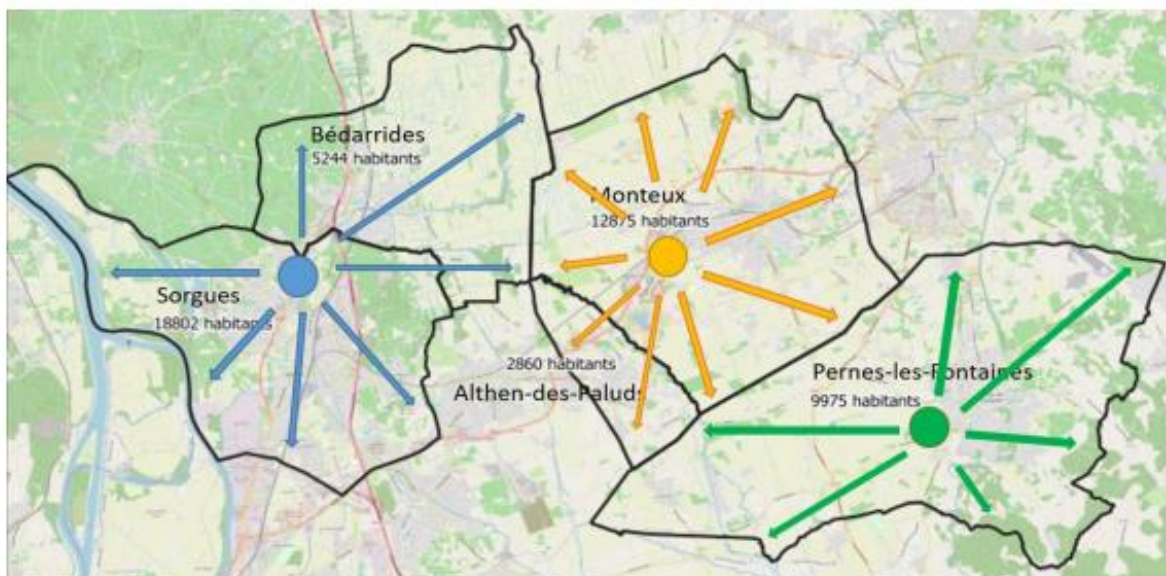 Bédarrides
5244 habitants
Monteux
12875 habitants
Sorgues
18802 habitants
2860 habitants
Althen-des-Paluds
Pernes-les-Fontaines
9975 habitants